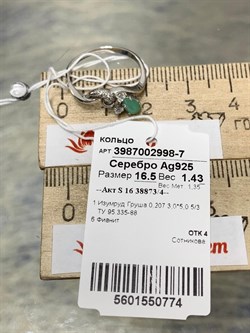 КОЛЬЦО
АРТ 3987002998-7
Серебро Ag925
Размер 16.5 Вес 1.43
Вес Мет. 1.35
--Акт S 16 38873/4--
1 Изумруд Груша 0,207 3.0*5.0 5/3
ТУ 95.335-88
6 Фианит
ОТК 4
Сотникова
5601550774